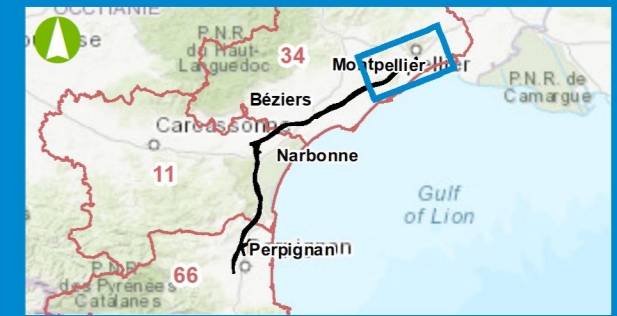 OCCITANIE
P.N.R.
du Haut-
Languedoc
34
Montpellier
Béziers
P.N.R. de
Camargue
Carcassonne
Narbonne
11
Gulf
of Lion
Perpignan
66
P.N.R.
des Pyrénées
Catalanes